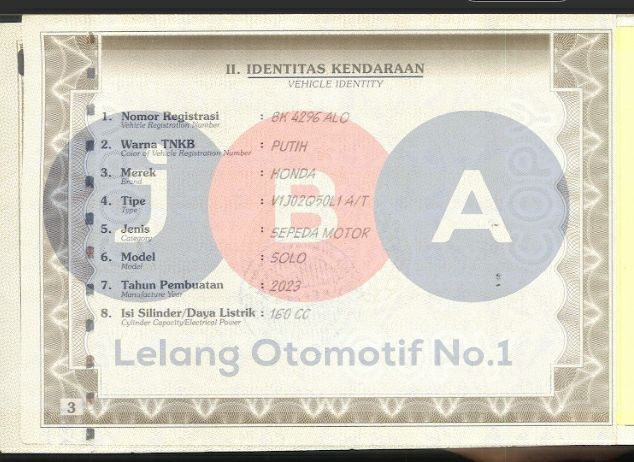 II. IDENTITAS KENDARAAN
VEHICLE IDENTITY
1. Nomor Registrasi : BK 4296 ALO
Vehicle Registration Number
2. Warna TNKB : PUTIH
Color of Vehicle Registration Number
3. Merek : HONDA
Brand
4. Tipe : V1J02Q50L1 A/T
Type
5. Jenis : SEPEDA MOTOR
Category
6. Model : SOLO
Model
7. Tahun Pembuatan : 2023
Manufacture Year
8. Isi Silinder/Daya Listrik : 160 CC
Cylinder Capacity/Electrical Power
j B A
Lelang Otomotif No.1
3
COPY